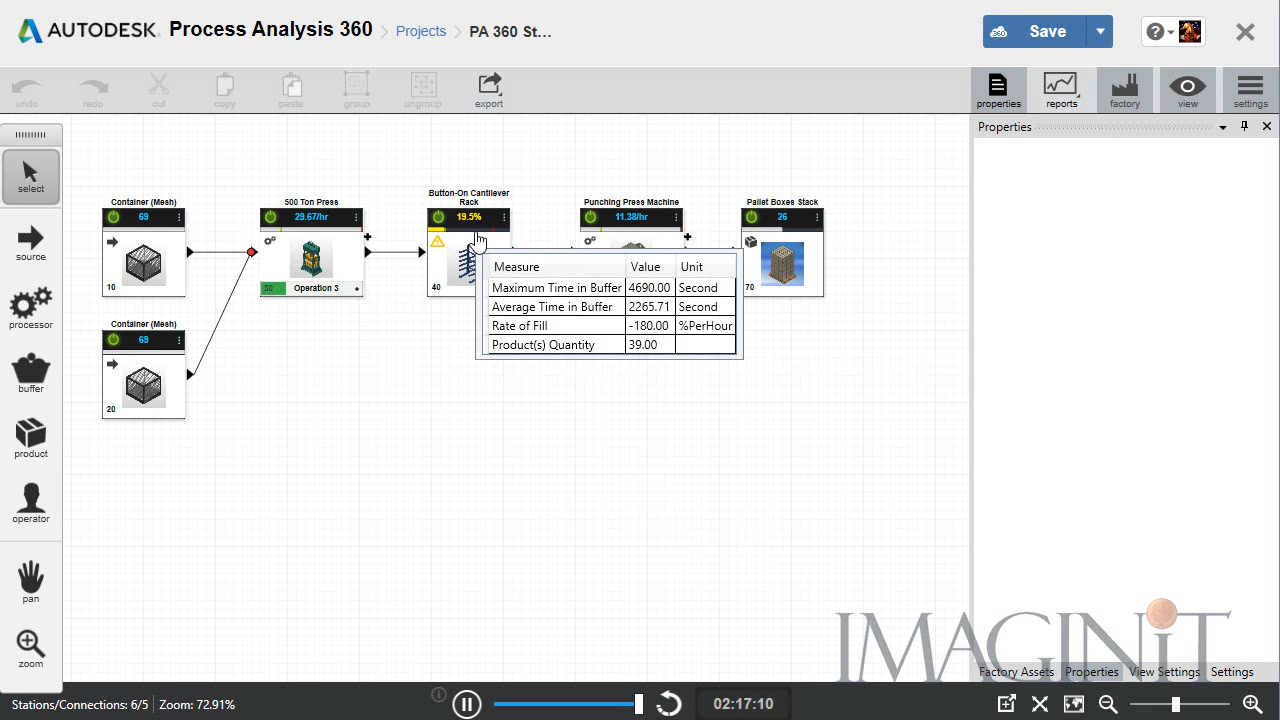 AUTODESK. Process Analysis 360 Projects PA 360 St... 360 Save ?
undo redo cut copy paste group ungroup export properties reports factory view settings
Properties
select
source
processor
buffer
product
operator
pan
zoom
Container (Mesh)
69
10
Container (Mesh)
69
20
500 Ton Press
29.67/hr
30 Operation 3
Button-On Cantilever
Rack
19.5%
40
Punching Press Machine
11.38/hr
Pallet Boxes Stack
26
70
Measure Value Unit
Maximum Time in Buffer 4690.00 Second
Average Time in Buffer 2265.71 Second
Rate of Fill -180.00 %PerHour
Product(s) Quantity 39.00
IMAGINiT
Factory Assets Properties View Settings Settings
Stations/Connections: 6/5 Zoom: 72.91% 02:17:10